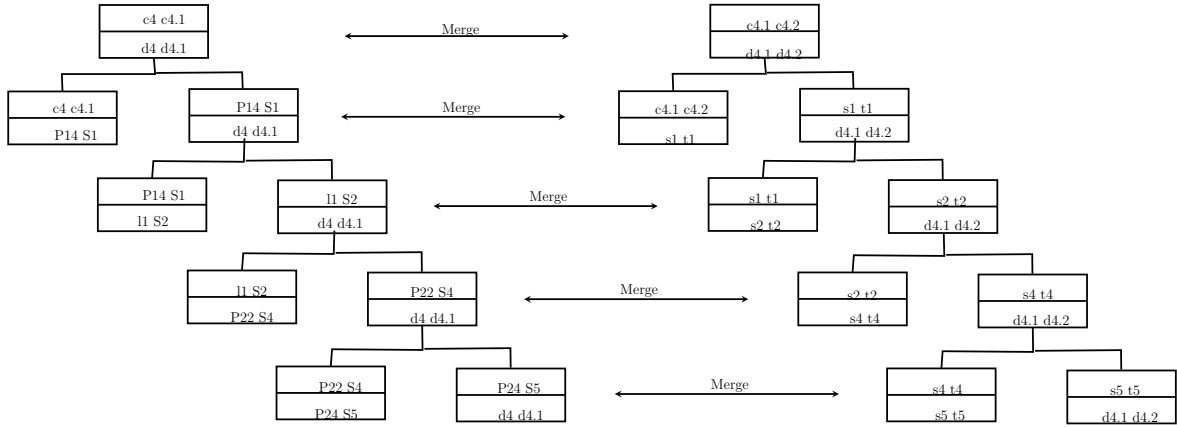 c4 c4.1
d4 d4.1
Merge
c4.1 c4.2
d4.1 d4.2
c4 c4.1
P14 S1
P14 S1
d4 d4.1
Merge
c4.1 c4.2
s1 t1
s1 t1
d4.1 d4.2
P14 S1
l1 S2
l1 S2
d4 d4.1
Merge
s1 t1
s2 t2
s2 t2
d4.1 d4.2
l1 S2
P22 S4
P22 S4
d4 d4.1
Merge
s2 t2
s4 t4
s4 t4
d4.1 d4.2
P22 S4
P24 S5
P24 S5
d4 d4.1
Merge
s4 t4
s5 t5
s5 t5
d4.1 d4.2